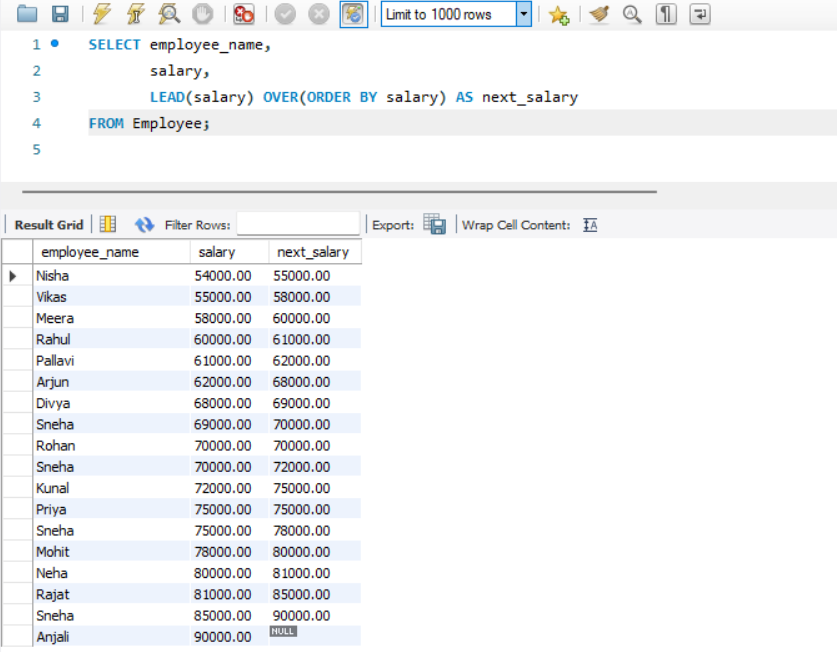 Limit to 1000 rows
1 SELECT employee_name,
2 salary,
3 LEAD(salary) OVER(ORDER BY salary) AS next_salary
4 FROM Employee;
5
Result Grid Filter Rows: Export: Wrap Cell Content:
employee_name salary next_salary
Nisha 54000.00 55000.00
Vikas 55000.00 58000.00
Meera 58000.00 60000.00
Rahul 60000.00 61000.00
Pallavi 61000.00 62000.00
Arjun 62000.00 68000.00
Divya 68000.00 69000.00
Sneha 69000.00 70000.00
Rohan 70000.00 70000.00
Sneha 70000.00 72000.00
Kunal 72000.00 75000.00
Priya 75000.00 75000.00
Sneha 75000.00 78000.00
Mohit 78000.00 80000.00
Neha 80000.00 81000.00
Rajat 81000.00 85000.00
Sneha 85000.00 90000.00
Anjali 90000.00 NULL